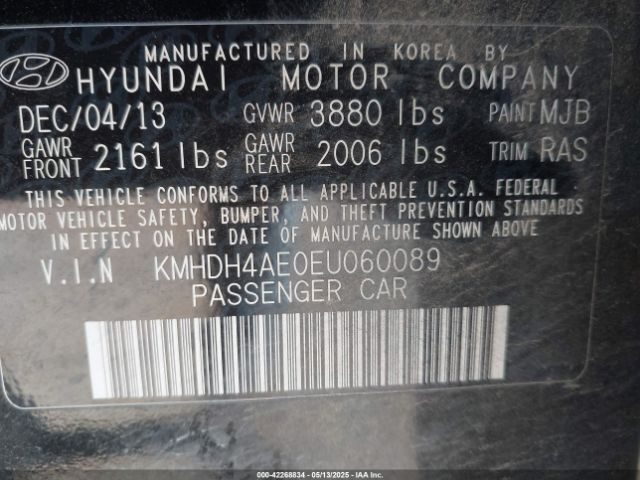 MANUFACTURED IN KOREA BY
HYUNDAI MOTOR COMPANY
DEC/04/13 GVWR 3880 lbs PAINT MJB
GAWR FRONT 2161 lbs GAWR REAR 2006 lbs TRIM RAS
THIS VEHICLE CONFORMS TO ALL APPLICABLE U.S.A. FEDERAL
MOTOR VEHICLE SAFETY, BUMPER, AND THEFT PREVENTION STANDARDS
IN EFFECT ON THE DATE OF MANUFACTURE SHOWN ABOVE
V.I.N KMHDH4AE0EU060089
PASSENGER CAR
000-42268834 - 05/13/2025 - COPYRIGHT IAA, LLC.